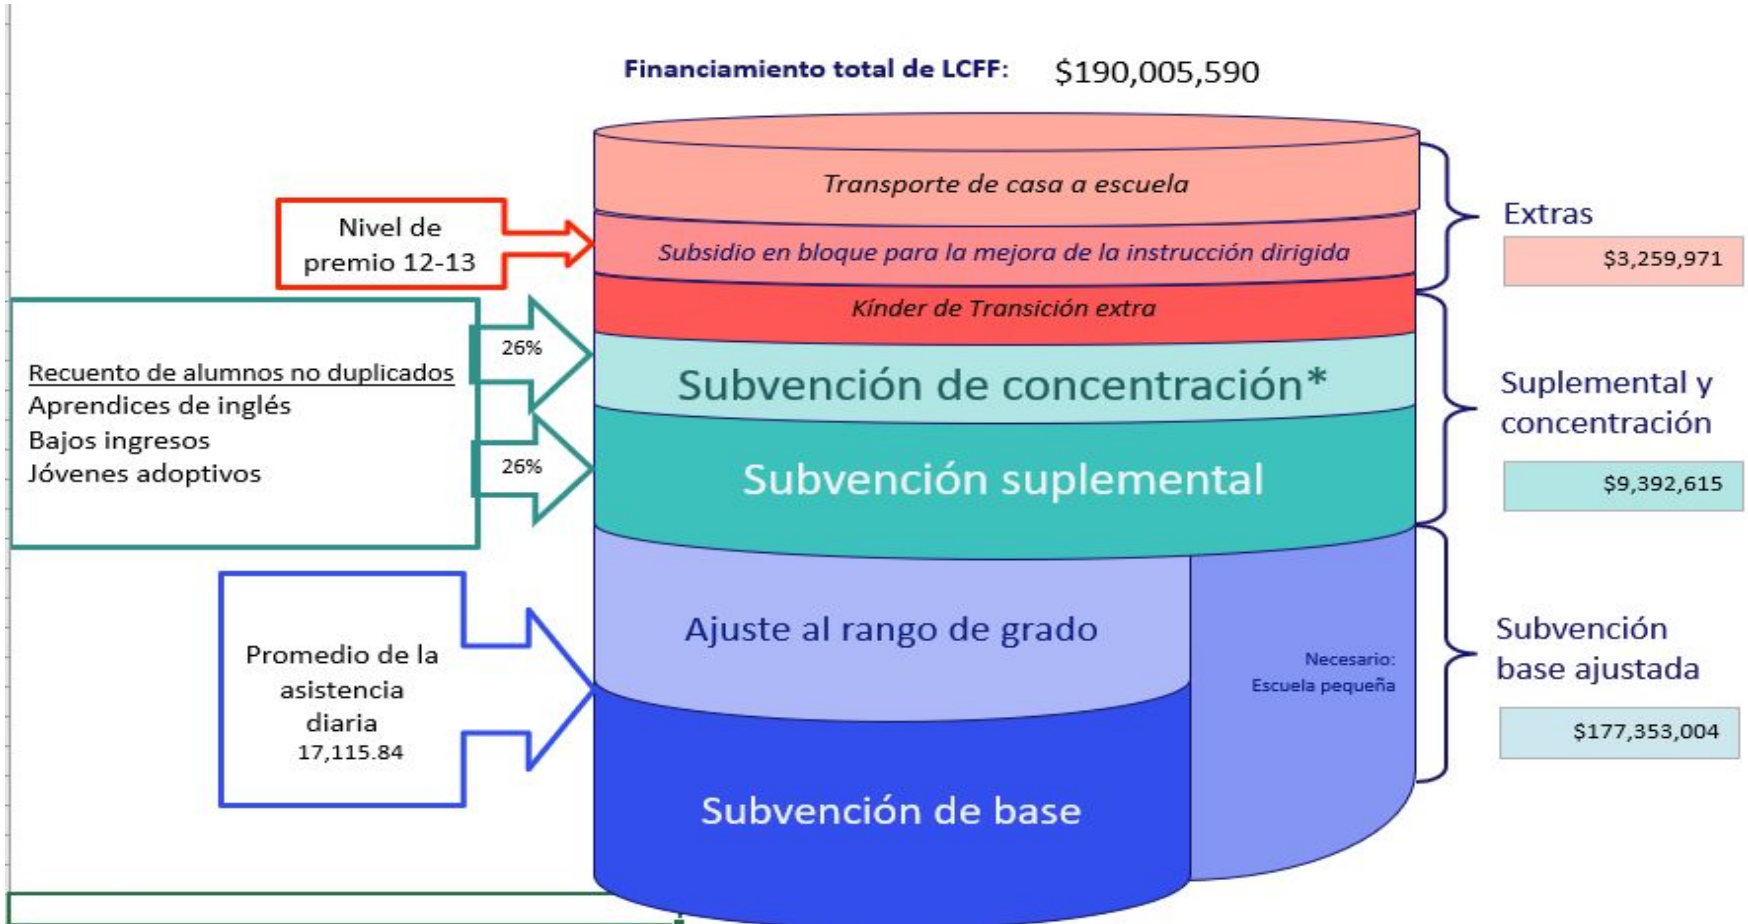 Financiamiento total de LCFF: $190,005,590
Transporte de casa a escuela
Subsidio en bloque para la mejora de la instrucción dirigida
Kínder de Transición extra
Subvención de concentración*
Subvención suplemental
Ajuste al rango de grado
Necesario:
Escuela pequeña
Subvención de base
Nivel de
premio 12-13
Recuento de alumnos no duplicados
Aprendices de inglés
Bajos ingresos
Jóvenes adoptivos
26%
26%
Promedio de la
asistencia
diaria
17,115.84
Extras
$3,259,971
Suplemental y
concentración
$9,392,615
Subvención
base ajustada
$177,353,004